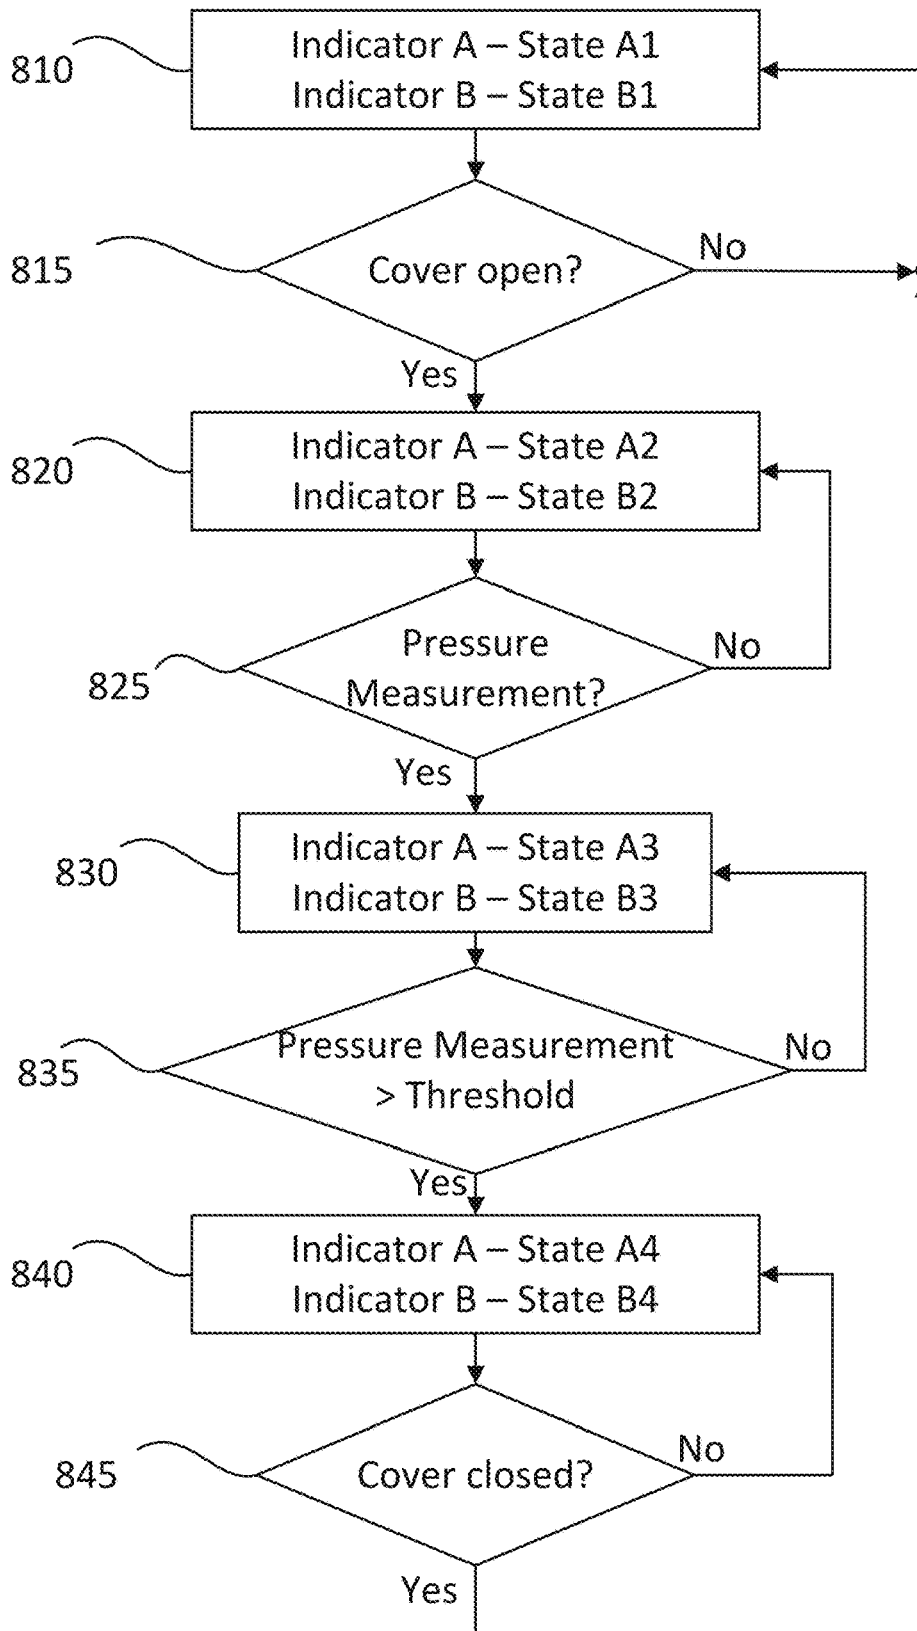 Indicator A – State A1
810
Indicator B – State B1
No
815
Cover open?
Yes
Indicator A – State A2
820
Indicator B – State B2
Pressure
No
825
Measurement?
Yes
Indicator A – State A3
830
Indicator B – State B3
Pressure Measurement
No
835
> Threshold
Yes
Indicator A – State A4
840
Indicator B – State B4
No
845
Cover closed?
Yes